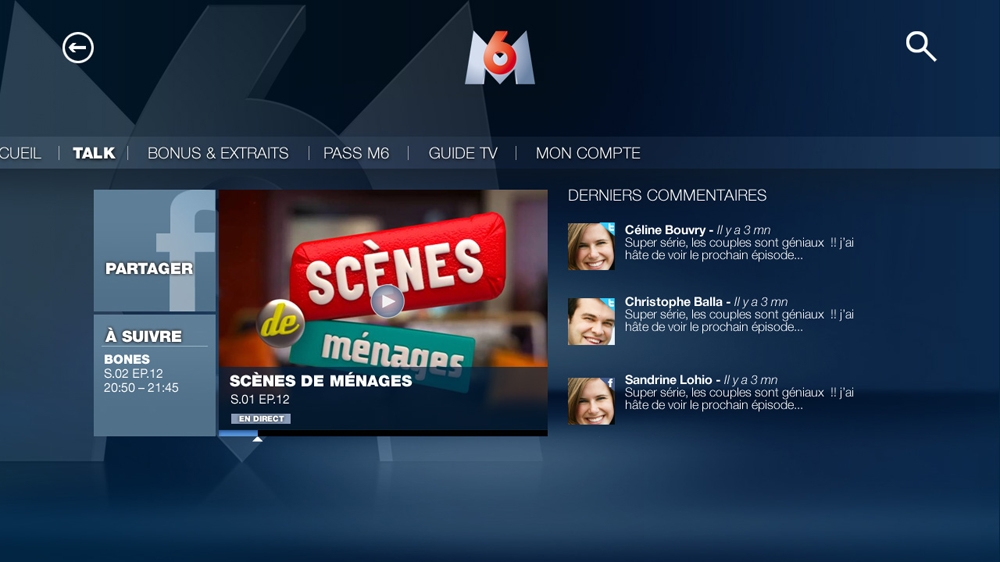 M6
CUEIL | TALK | BONUS & EXTRAITS | PASS M6 | GUIDE TV | MON COMPTE
PARTAGER
À SUIVRE
BONES
S.02 EP.12
20:50 – 21:45
SCÈNES
de
ménages
SCÈNES DE MÉNAGES
S.01 EP.12
EN DIRECT
DERNIERS COMMENTAIRES
Céline Bouvry - Il y a 3 mn
Super série, les couples sont géniaux !! j'ai
hâte de voir le prochain épisode...
Christophe Balla - Il y a 3 mn
Super série, les couples sont géniaux !! j'ai
hâte de voir le prochain épisode...
Sandrine Lohio - Il y a 3 mn
Super série, les couples sont géniaux !! j'ai
hâte de voir le prochain épisode...